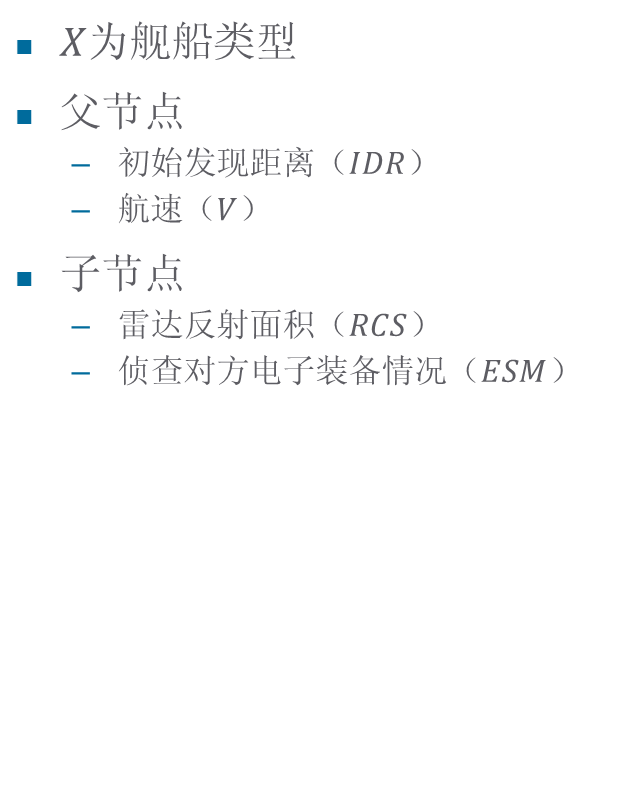 ▪ X为舰船类型
▪ 父节点
– 初始发现距离（IDR）
– 航速（V）
▪ 子节点
– 雷达反射面积（RCS）
– 侦查对方电子装备情况（ESM）